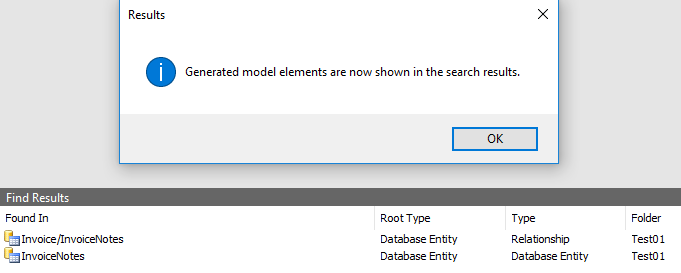 Results
Generated model elements are now shown in the search results.
OK
Find Results
Found In Root Type Type Folder
Invoice/InvoiceNotes Database Entity Relationship Test01
InvoiceNotes Database Entity Database Entity Test01